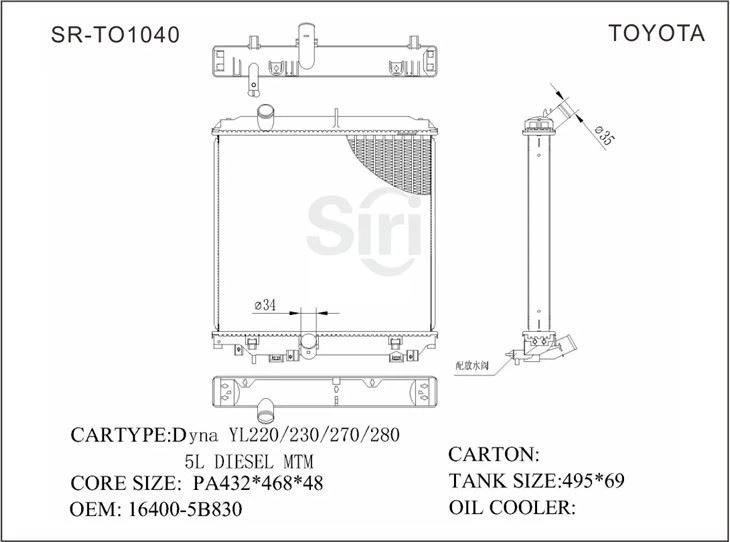 SR-TO1040
TOYOTA
ø35
Siri
ø34
配放水阀
CARTYPE:Dyna YL220/230/270/280
5L DIESEL MTM
CORE SIZE: PA432*468*48
OEM: 16400-5B830
CARTON:
TANK SIZE:495*69
OIL COOLER: